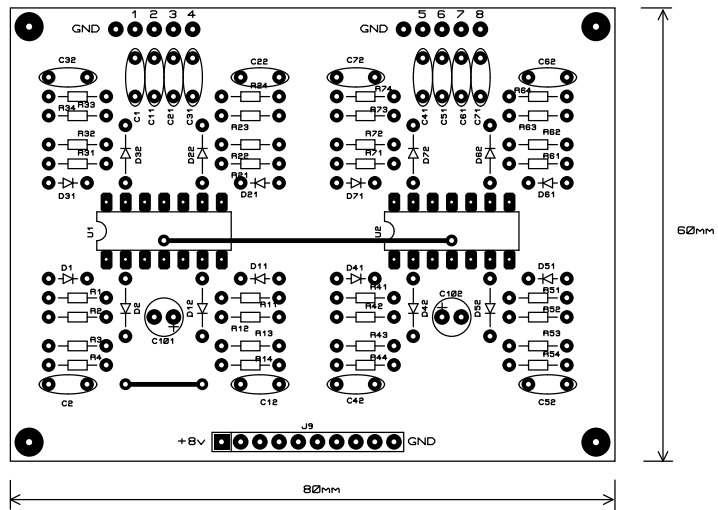 GND 1 2 3 4 GND 5 6 7 8
C32 C22 C72 C62
C1 C11 C21 C31 C41 C51 C61 C71
R33 R24 R74 R64
R34 R23 R73 R63
R32 R22 R72 R62
R31 R21 R71 R61
D32 D22 D72 D62
D31 D21 D71 D61
U1 U2
60mm
D1 D11 D41 D51
R1 R11 R41 R51
R2 R12 R42 R52
D2 D12 D42 D52
C101 C102
R3 R13 R43 R53
R4 R14 R44 R54
C2 C12 C42 C52
J9
+8v GND
80mm